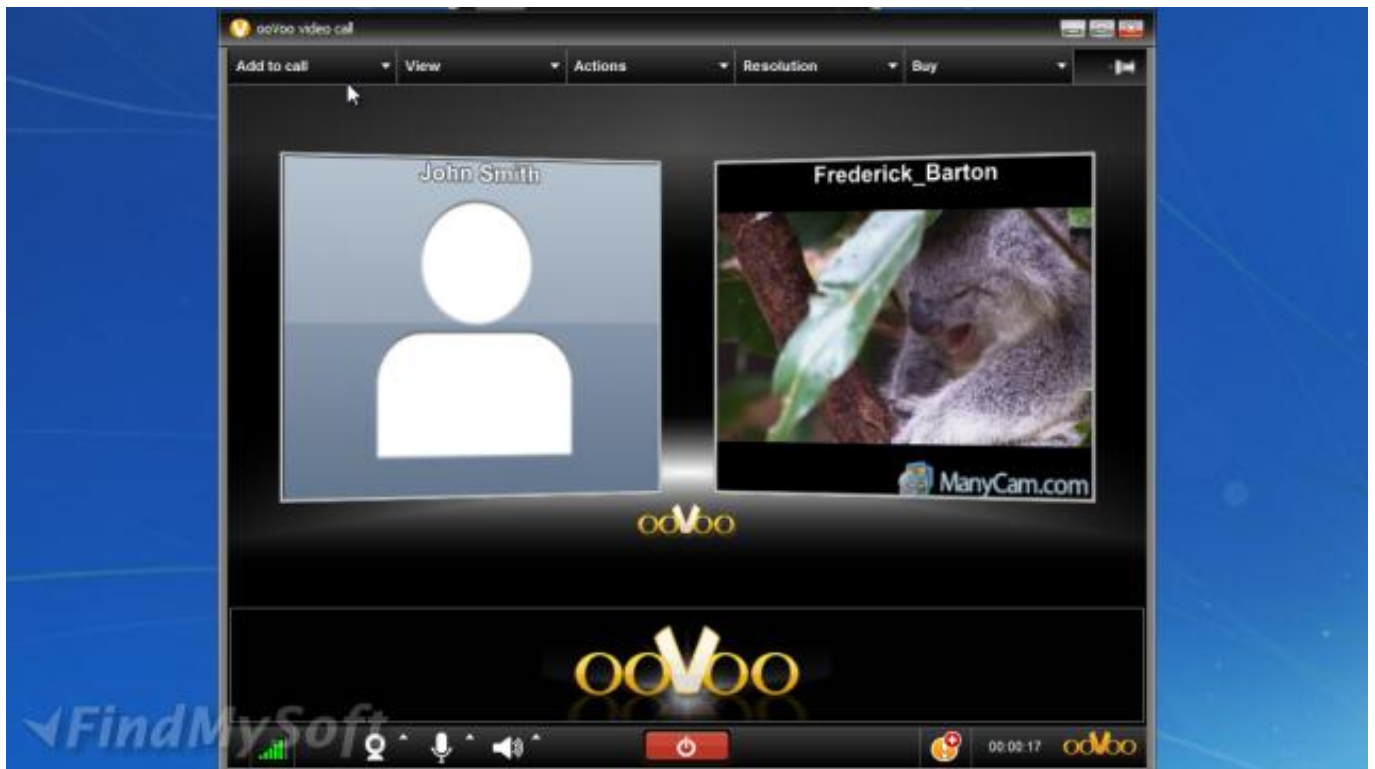 ooVoo video call
Add to call
View
Actions
Resolution
Buy
John Smith
Frederick_Barton
ManyCam.com
ooVoo
ooVoo
FindMySoft
00:00:17
ooVoo